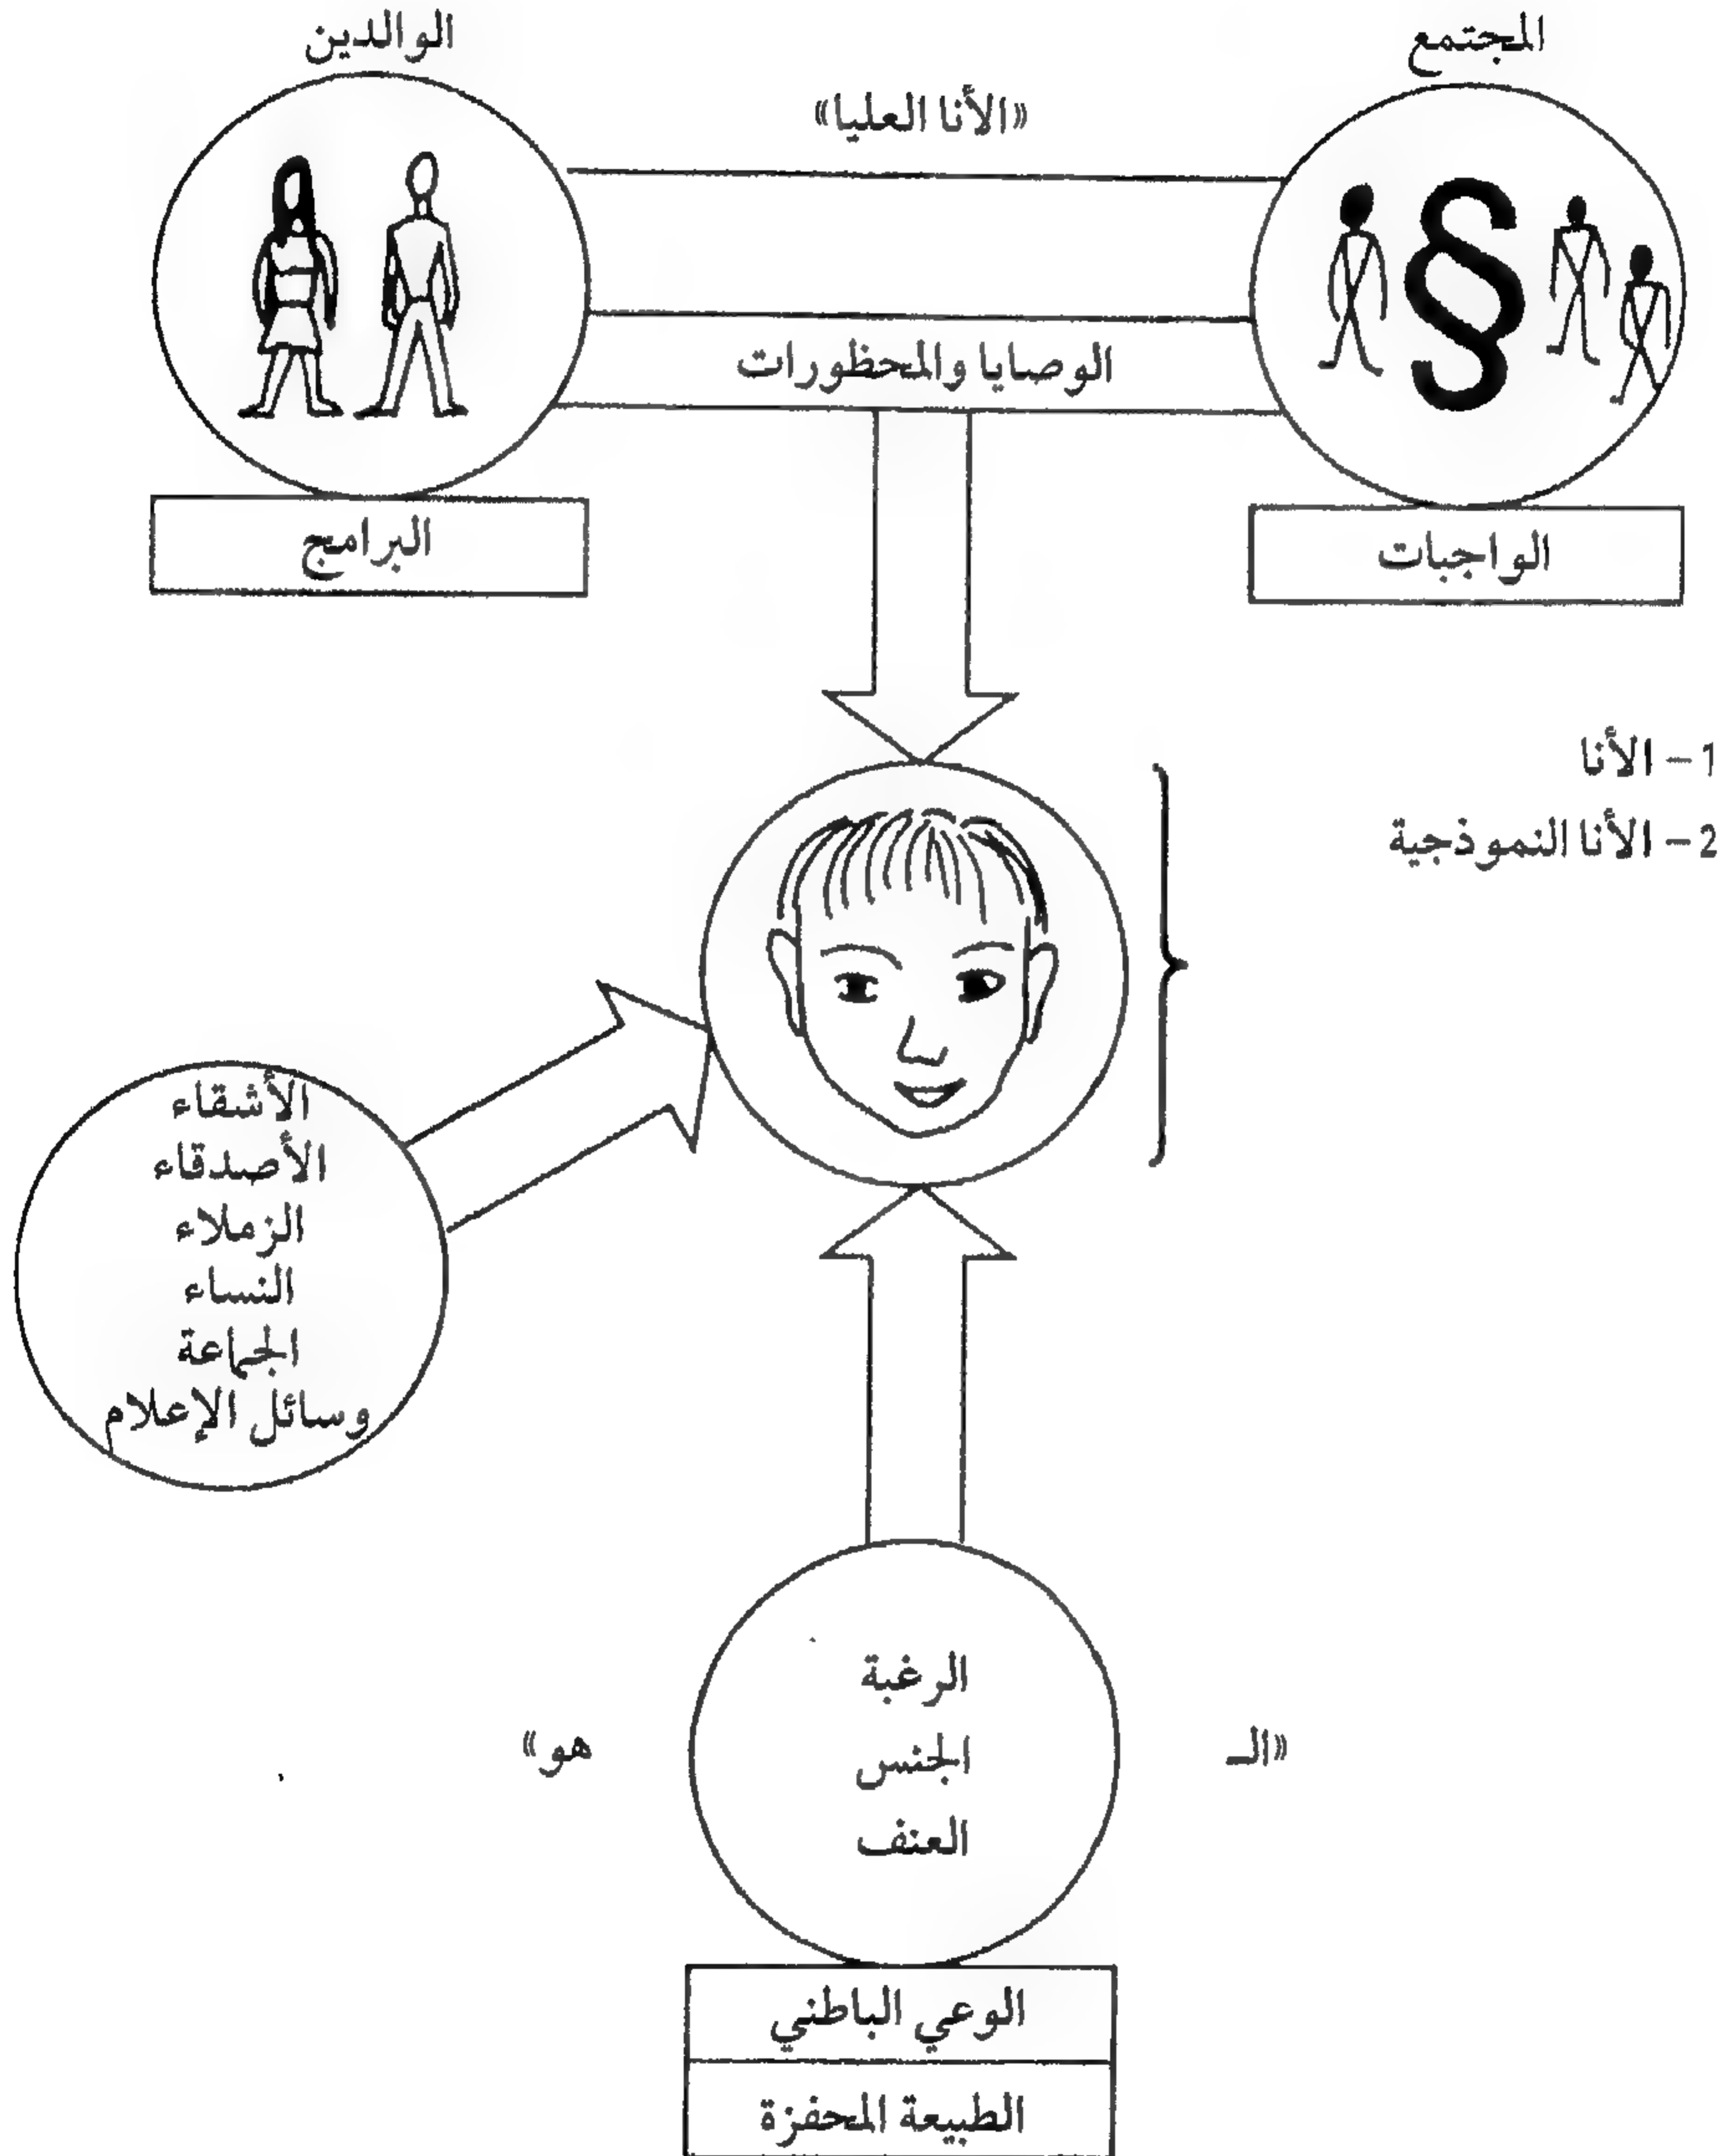 المجتمع
الوالدين
«الأنا العليا»
§
الوصايا والمحظورات
الواجبات
البرامج
1- الأنا
2- الأنا النموذجية
الأشقاء
الأصدقاء
الزملاء
النساء
الجماعة
وسائل الإعلام
الرغبة
الجنس
العنف
«الـ هو»
الوعي الباطني
الطبيعة المحفزة